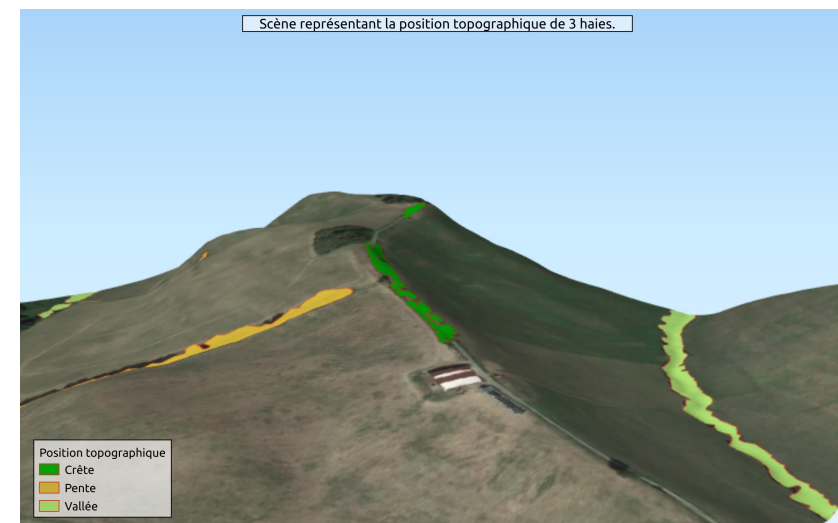 Scène représentant la position topographique de 3 haies.
Position topographique
Crête
Pente
Vallée